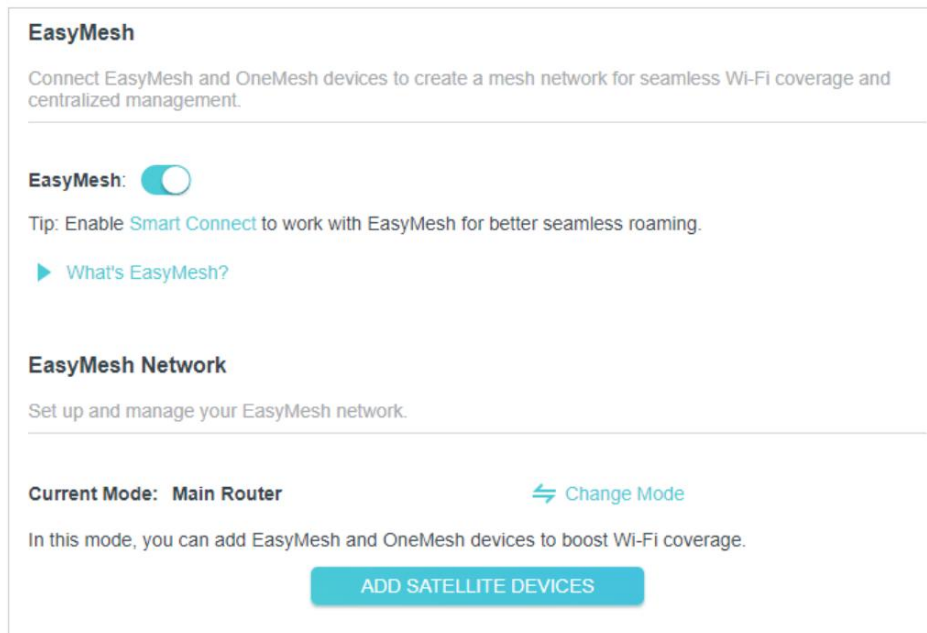 EasyMesh
Connect EasyMesh and OneMesh devices to create a mesh network for seamless Wi-Fi coverage and
centralized management.
EasyMesh:
Tip: Enable Smart Connect to work with EasyMesh for better seamless roaming.
What's EasyMesh?
EasyMesh Network
Set up and manage your EasyMesh network.
Current Mode: Main Router Change Mode
In this mode, you can add EasyMesh and OneMesh devices to boost Wi-Fi coverage.
ADD SATELLITE DEVICES